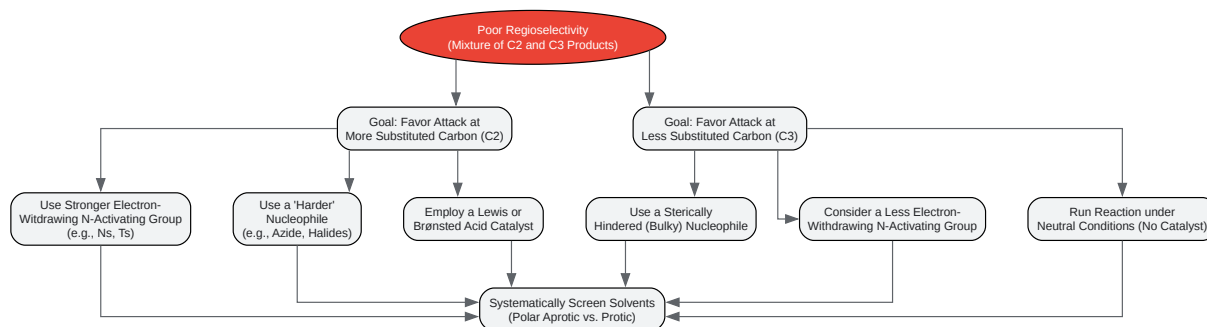 Poor Regioselectivity
(Mixture of C2 and C3 Products)
Goal: Favor Attack at
More Substituted Carbon (C2)
Goal: Favor Attack at
Less Substituted Carbon (C3)
Use Stronger Electron-
Witdrawing N-Activating Group
(e.g., Ns, Ts)
Use a 'Harder'
Nucleophile
(e.g., Azide, Halides)
Employ a Lewis or
Brønsted Acid Catalyst
Use a Sterically
Hindered (Bulky) Nucleophile
Consider a Less Electron-
Withdrawing N-Activating Group
Run Reaction under
Neutral Conditions (No Catalyst)
Systematically Screen Solvents
(Polar Aprotic vs. Protic)